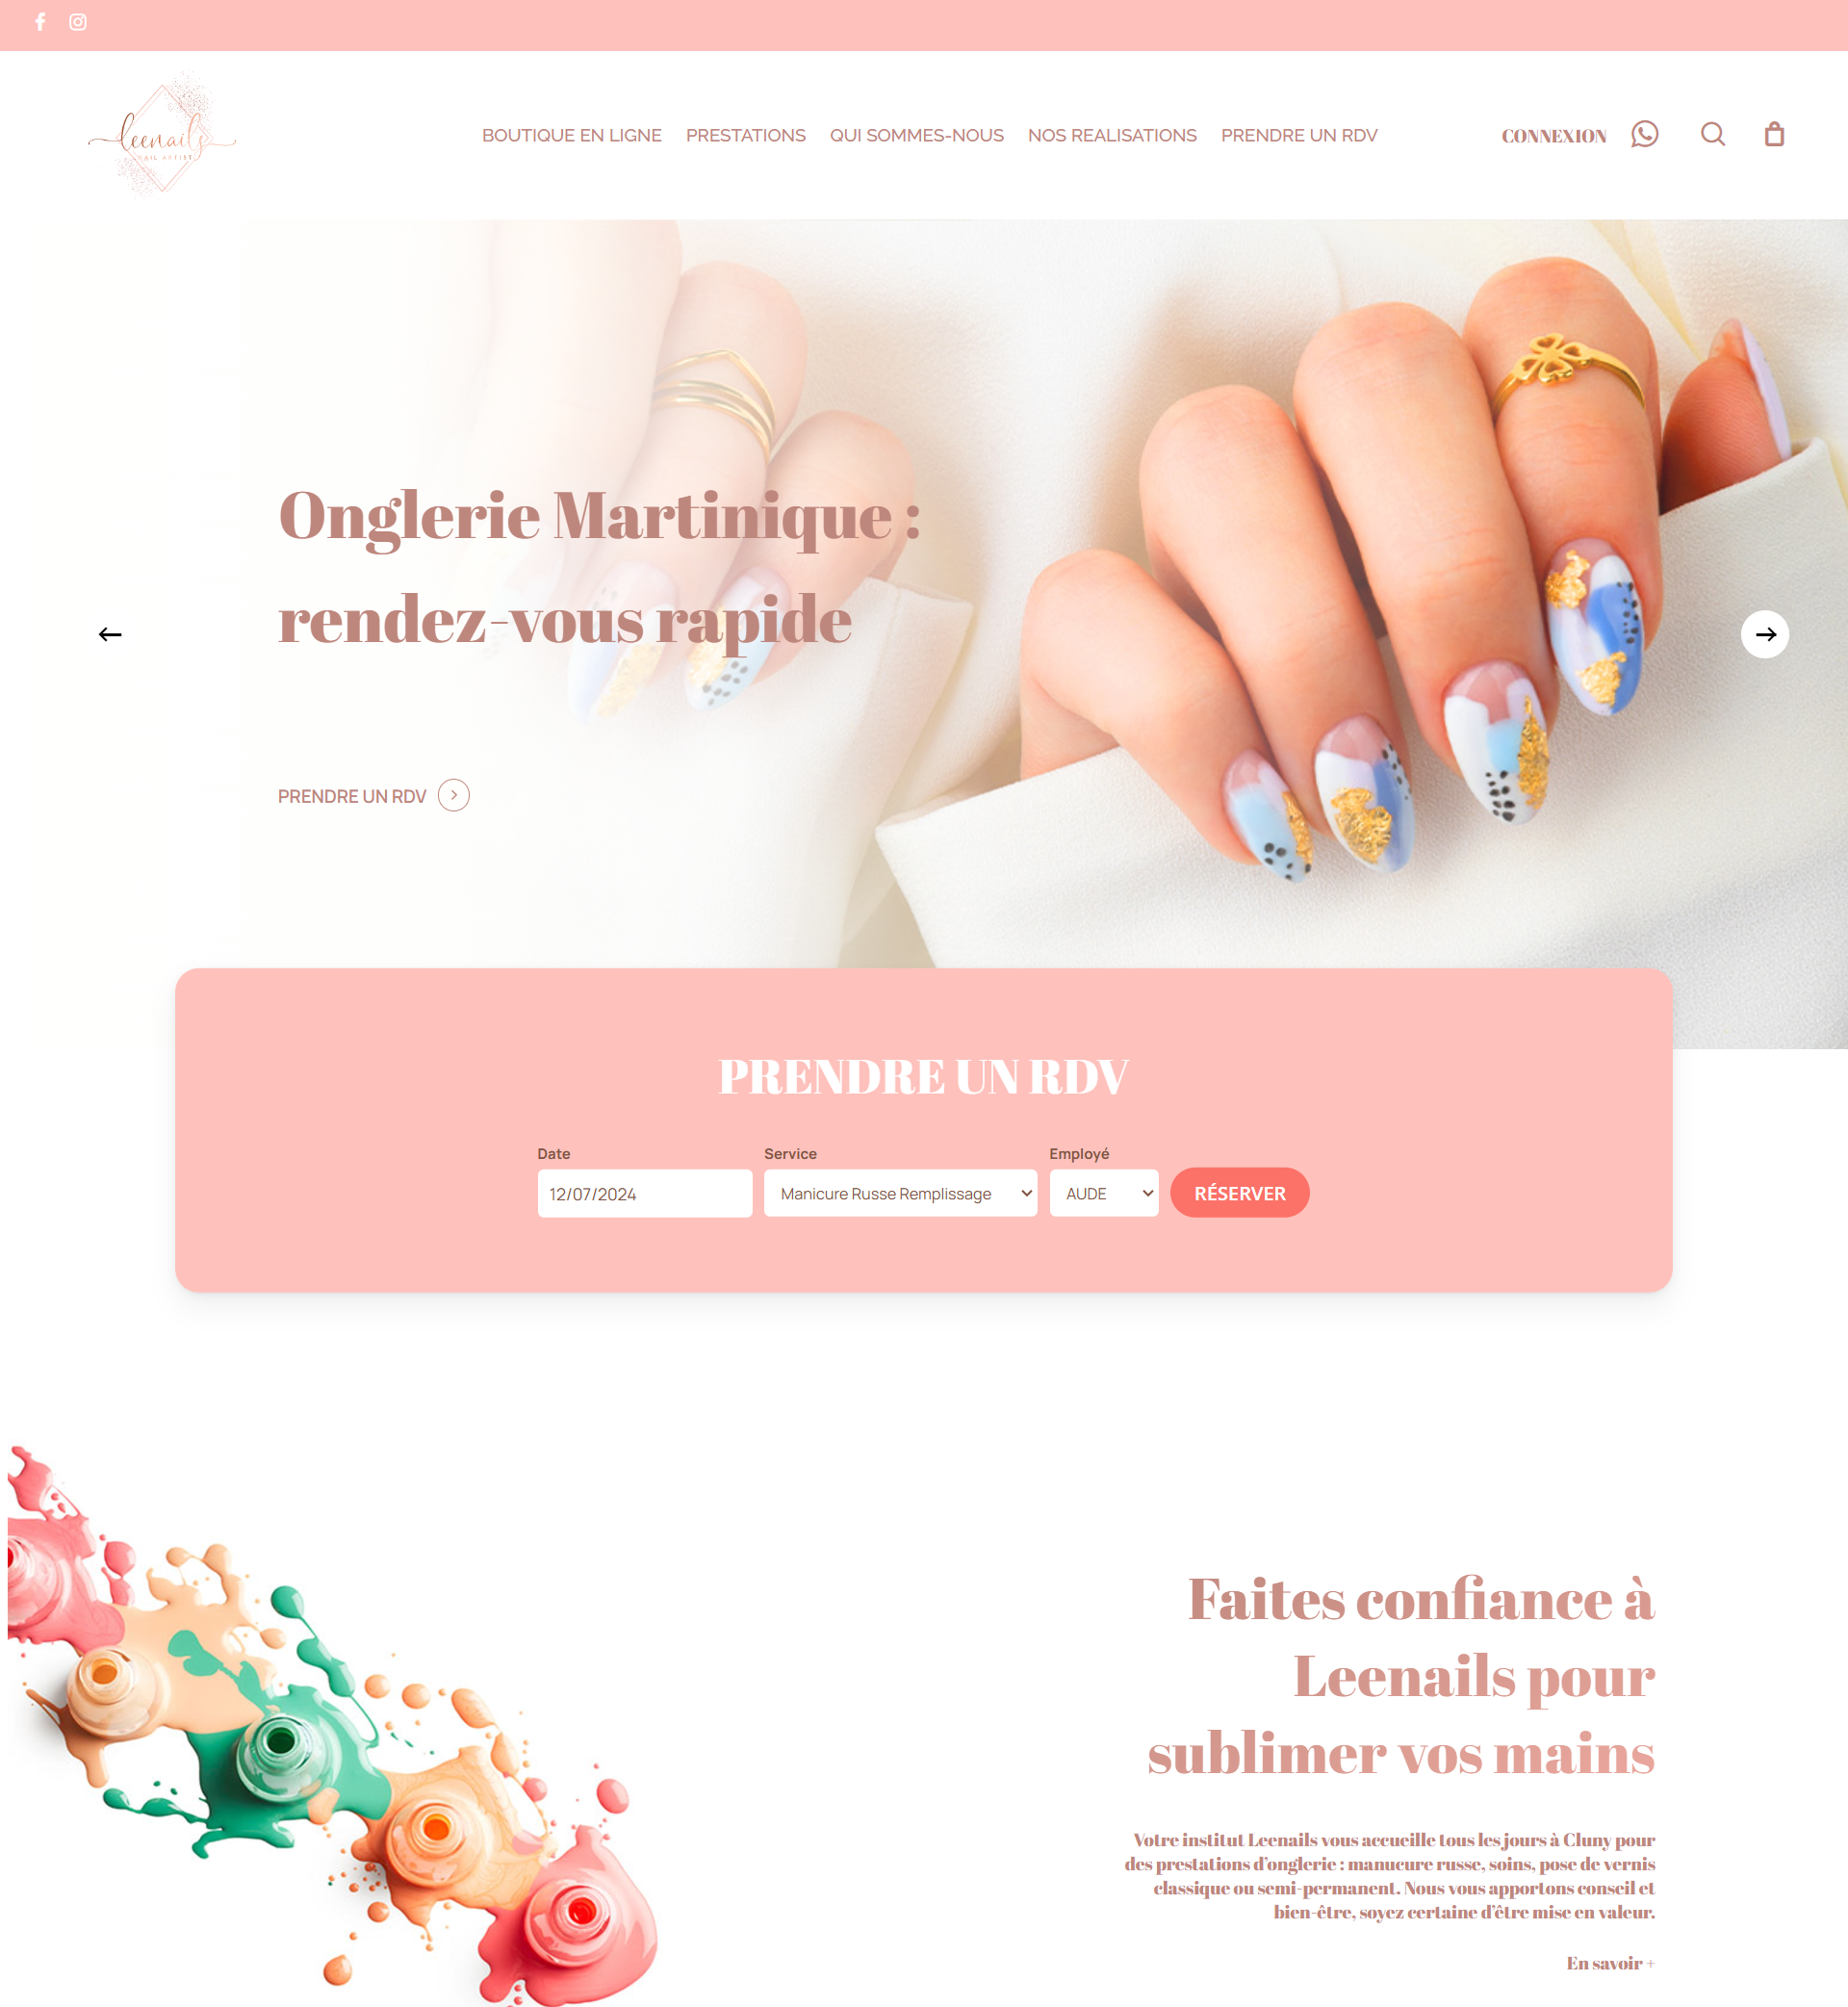 leenails
NAIL ARTIST
BOUTIQUE EN LIGNE PRESTATIONS QUI SOMMES-NOUS NOS REALISATIONS PRENDRE UN RDV CONNEXION
Onglerie Martinique :
rendez-vous rapide
PRENDRE UN RDV
PRENDRE UN RDV
Date Service Employé
12/07/2024 Manicure Russe Remplissage AUDE RÉSERVER
Faites confiance à
Leenails pour
sublimer vos mains
Votre institut Leenails vous accueille tous les jours à Cluny pour
des prestations d'onglerie : manucure russe, soins, pose de vernis
classique ou semi-permanent. Nous vous apportons conseil et
bien-être, soyez certaine d'être mise en valeur.
En savoir +